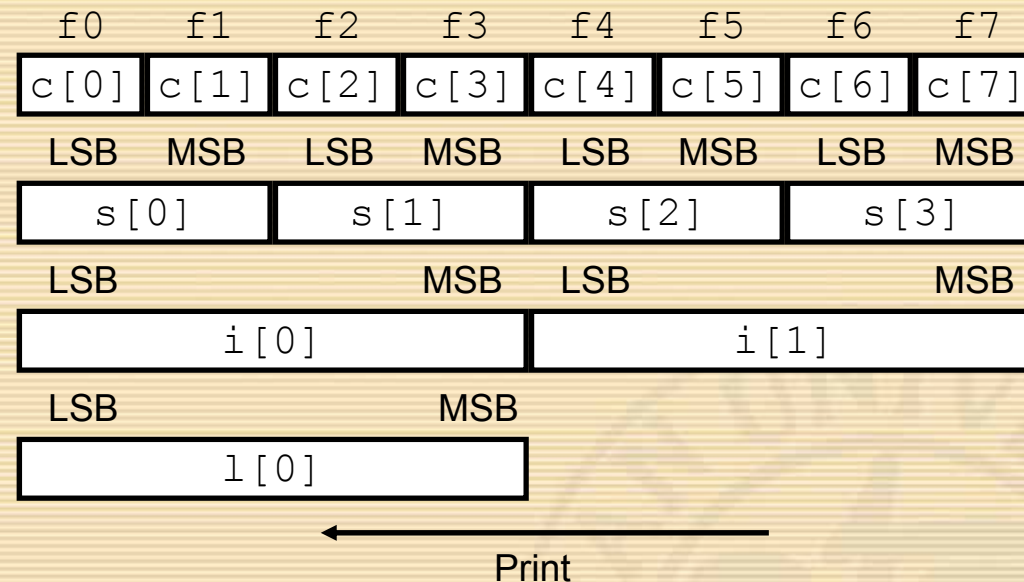 f0 f1 f2 f3 f4 f5 f6 f7
c[0] c[1] c[2] c[3] c[4] c[5] c[6] c[7]
LSB MSB LSB MSB LSB MSB LSB MSB
s[0] s[1] s[2] s[3]
LSB MSB LSB MSB
i[0] i[1]
LSB MSB
l[0]
Print